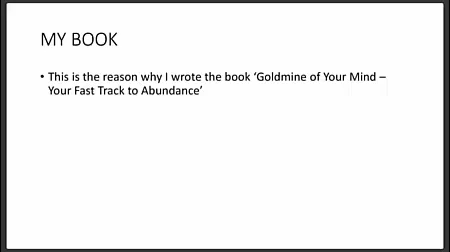 MY BOOK
• This is the reason why I wrote the book ‘Goldmine of Your Mind –
Your Fast Track to Abundance’